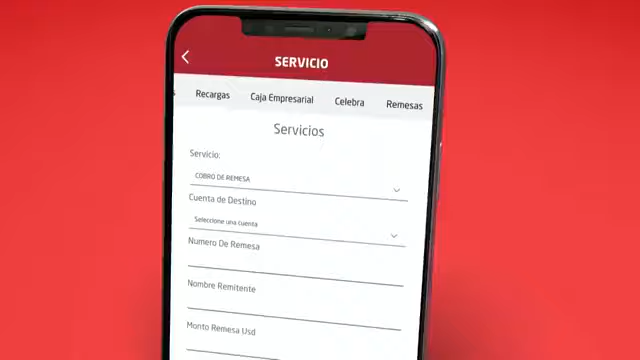 SERVICIO
Recargas Caja Empresarial Celebra Remesas
Servicios
Servicio:
COBRO DE REMESA
Cuenta de Destino
Seleccione una cuenta
Numero De Remesa
Nombre Remitente
Monto Remesa Usd